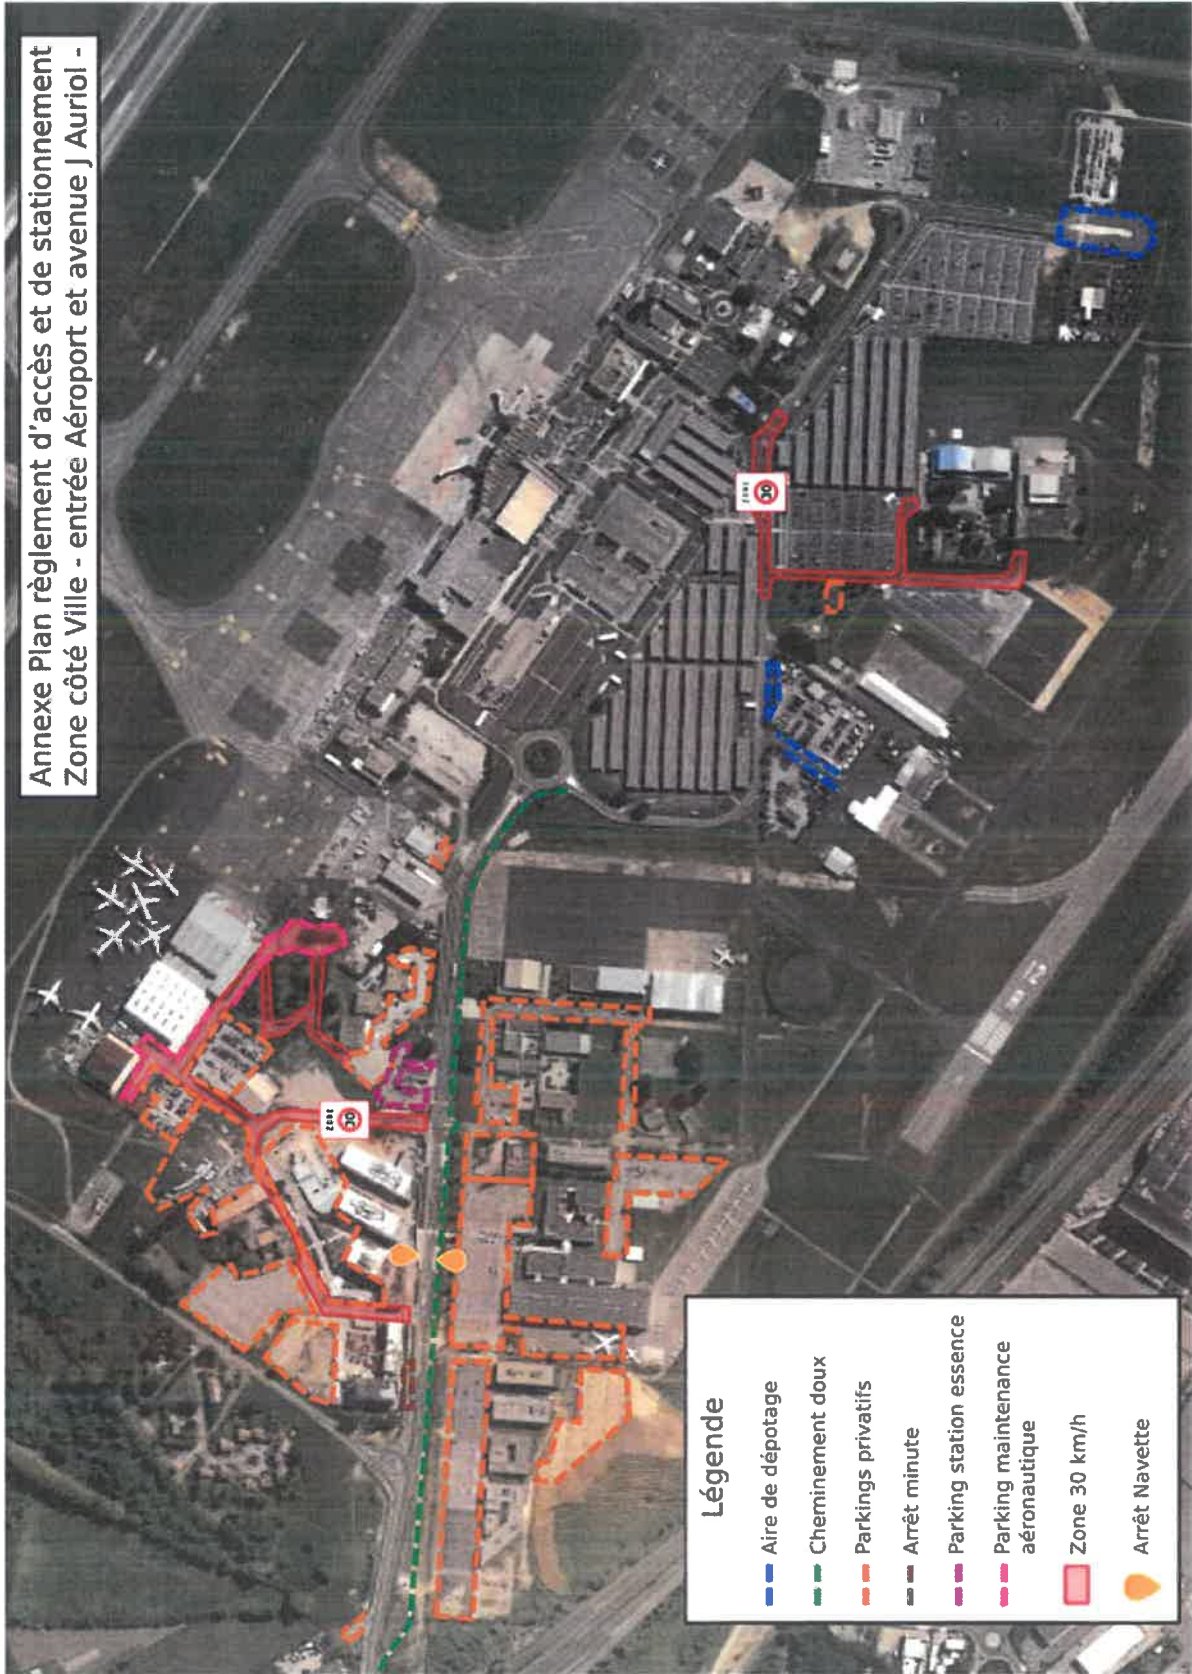 Annexe Plan règlement d'accès et de stationnement
Zone côté Ville - entrée Aéroport et avenue J Auriol -
ZONE
30
ZONE
30
Légende
Aire de dépotage
Cheminement doux
Parkings privatifs
Arrêt minute
Parking station essence
Parking maintenance
aéronautique
Zone 30 km/h
Arrêt Navette